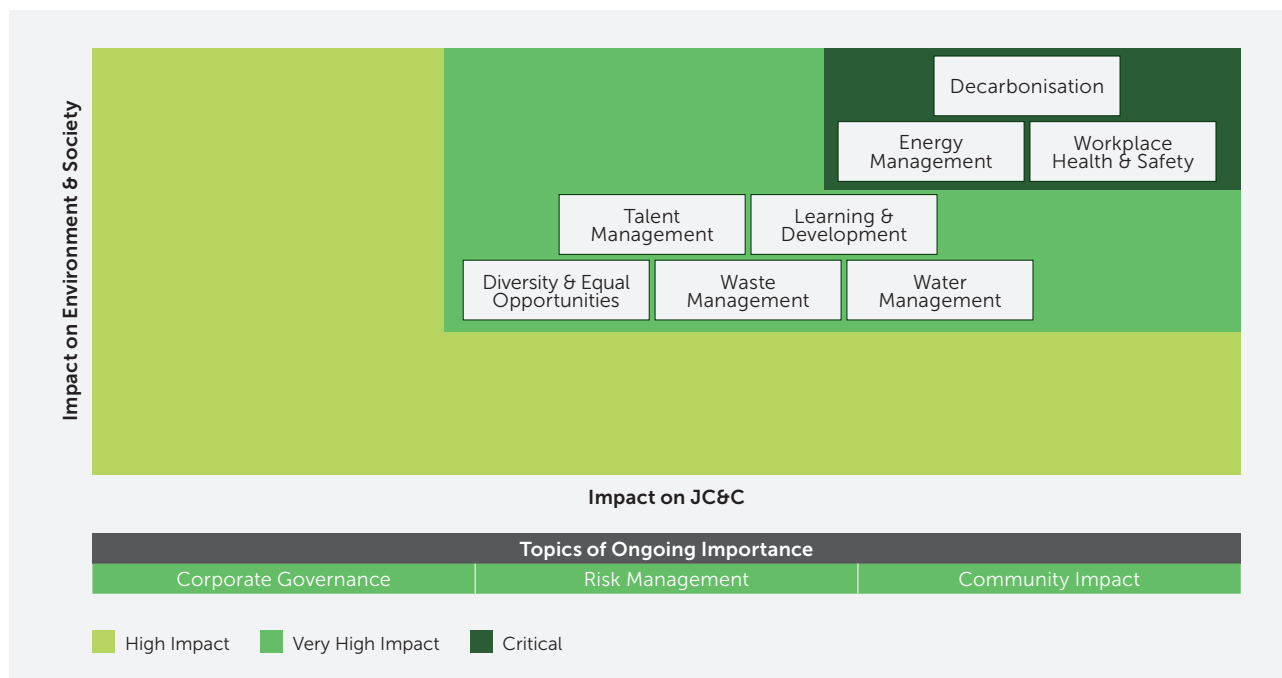 Impact on Environment & Society
Decarbonisation
Energy
Management
Workplace
Health & Safety
Talent
Management
Learning &
Development
Diversity & Equal
Opportunities
Waste
Management
Water
Management
Impact on JC&C
Topics of Ongoing Importance
Corporate Governance
Risk Management
Community Impact
High Impact
Very High Impact
Critical